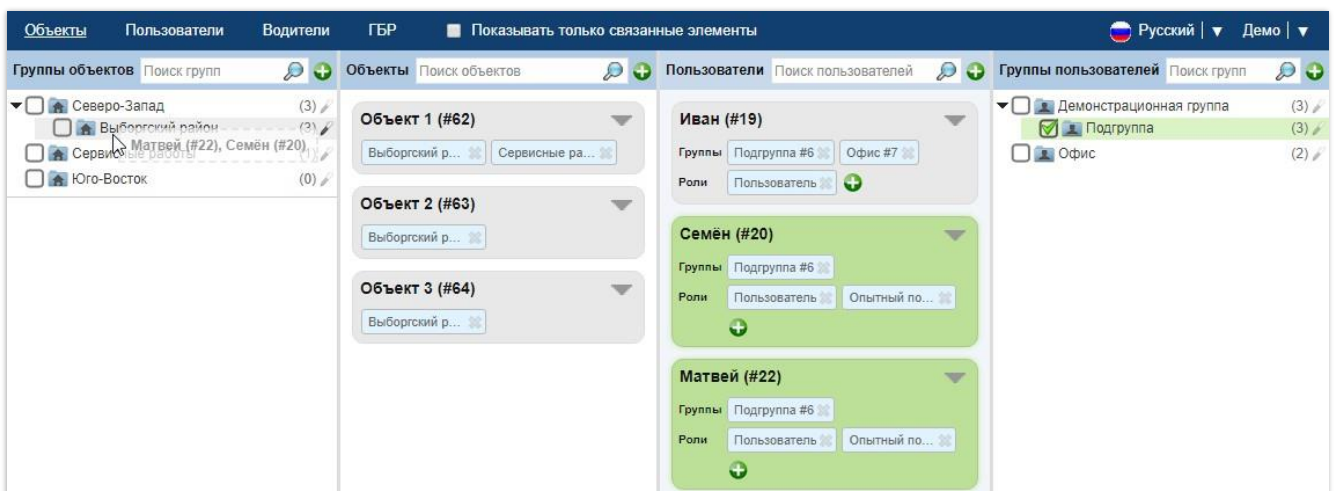 Объекты Пользователи Водители ГБР Показывать только связанные элементы Русский | ▼ Демо | ▼
Группы объектов Поиск групп
Северо-Запад (3)
Выборгский район (3)
Матвей (#22), Семён (#20)
Сервисные работы (1)
Юго-Восток (0)
Объекты Поиск объектов
Объект 1 (#62)
Выборгский р... Сервисные ра...
Объект 2 (#63)
Выборгский р...
Объект 3 (#64)
Выборгский р...
Пользователи Поиск пользователей
Иван (#19)
Группы Подгруппа #6 Офис #7
Роли Пользователь
Семён (#20)
Группы Подгруппа #6
Роли Пользователь Опытный по...
Матвей (#22)
Группы Подгруппа #6
Роли Пользователь Опытный по...
Группы пользователей Поиск групп
Демонстрационная группа (3)
Подгруппа (3)
Офис (2)